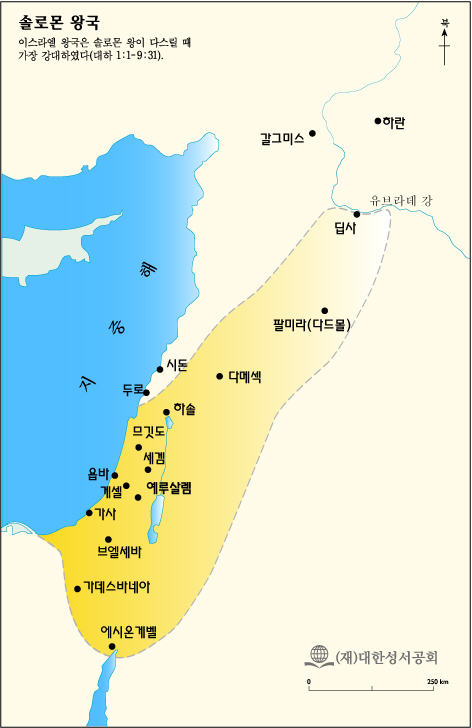 솔로몬 왕국
이스라엘 왕국은 솔로몬 왕이 다스릴 때
가장 강대하였다(대하 1:1-9:31).
북
하란
갈그미스
유브라데 강
딥사
지중해
팔미라(다드몰)
시돈
다메섹
두로
하솔
므깃도
세겜
욥바
게셀
예루살렘
가사
브엘세바
가데스바네아
에시온게벨
(재)대한성서공회
0 250 km